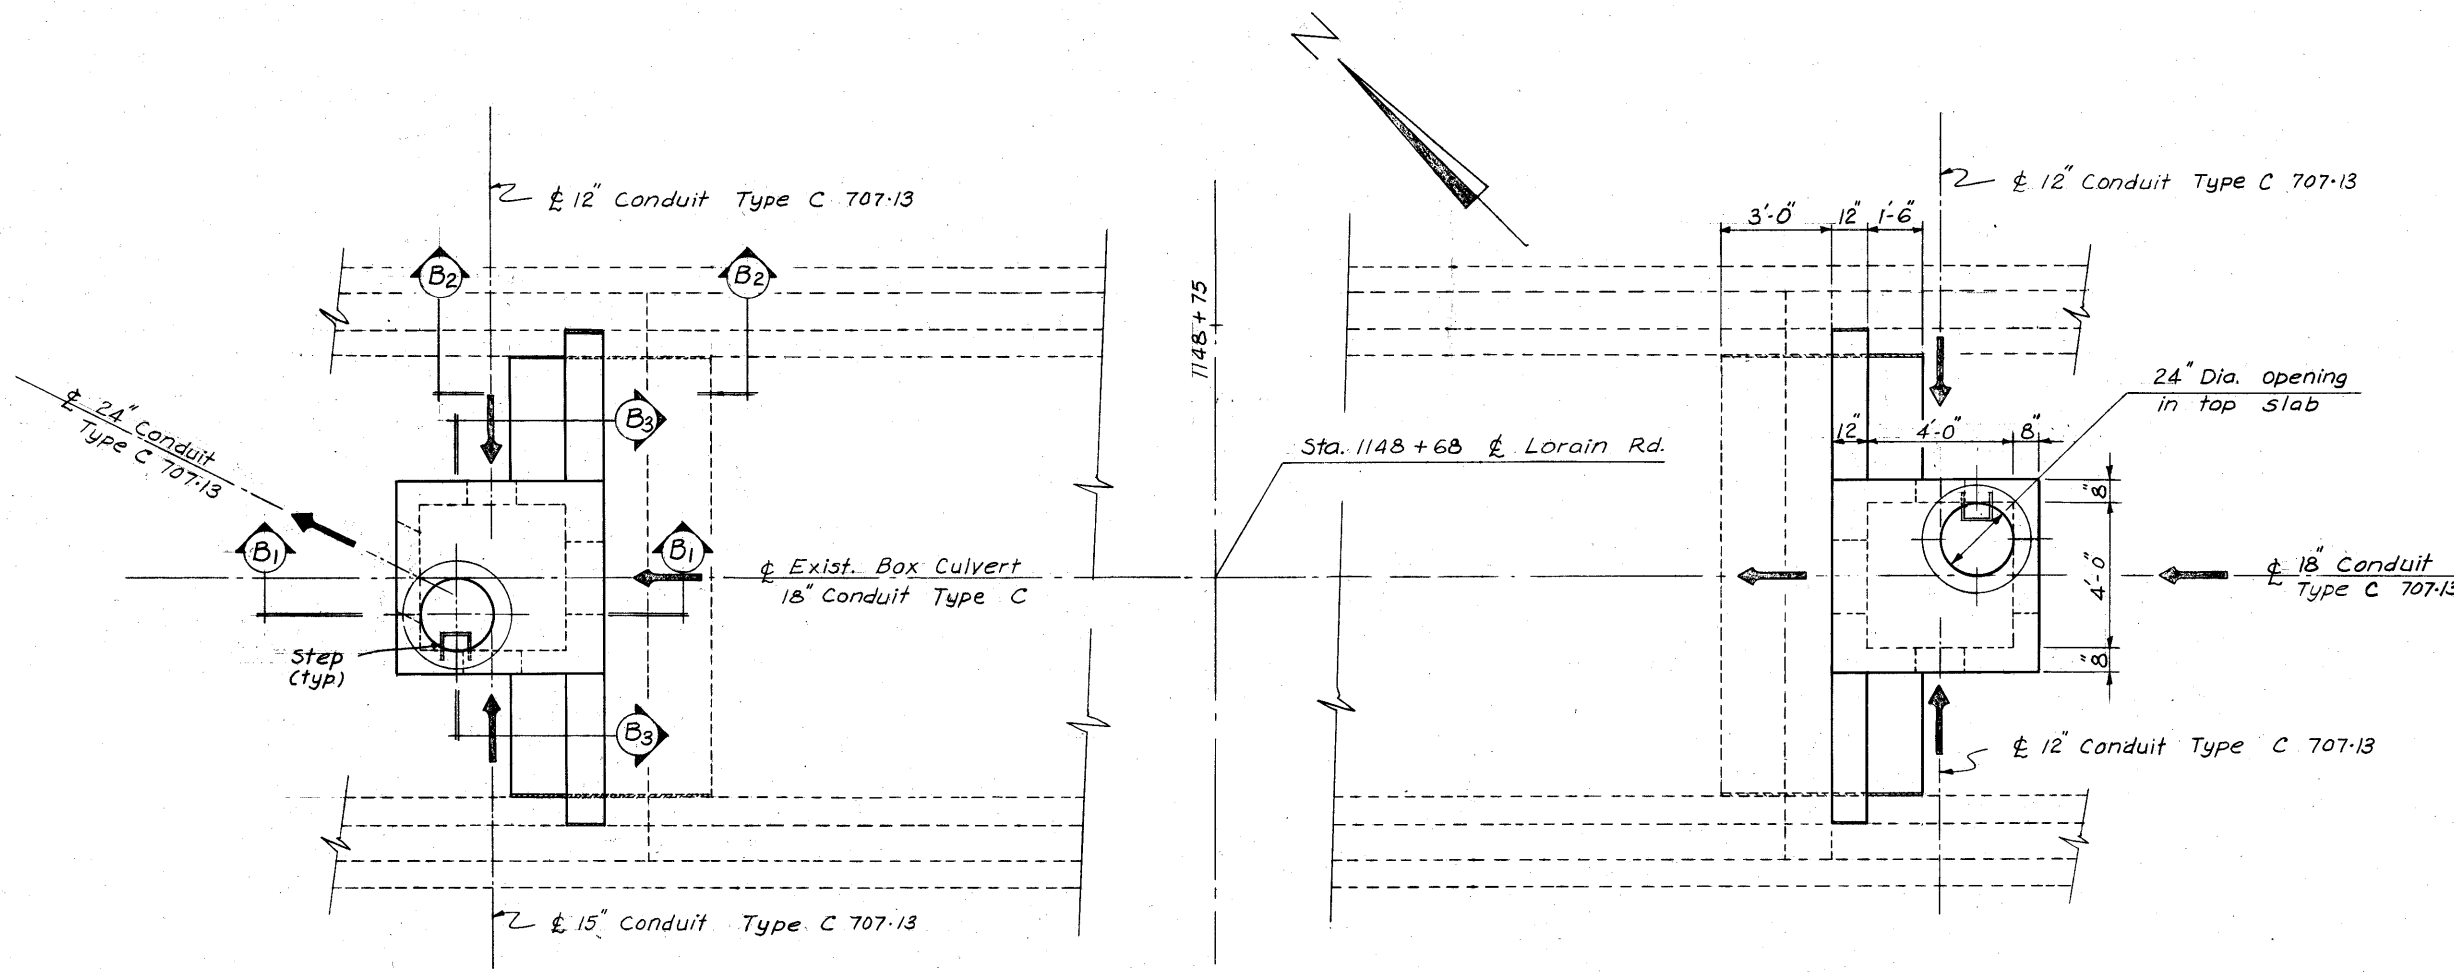 N
℄ 12" Conduit Type C 707.13
B2
B2
B3
℄ 24" Conduit
Type C 707.13
B1
B1
℄ Exist. Box Culvert
18" Conduit Type C
Step
(typ.)
B3
℄ 15" Conduit Type C 707.13
1148 + 75
Sta. 1148 + 68 ℄ Lorain Rd.
℄ 12" Conduit Type C 707.13
3'-0" 12" 1'-6"
24" Dia. opening
in top slab
12" 4'-0" 8"
8"
4'-0"
8"
℄ 18" Conduit
Type C 707.13
℄ 12" Conduit Type C 707.13